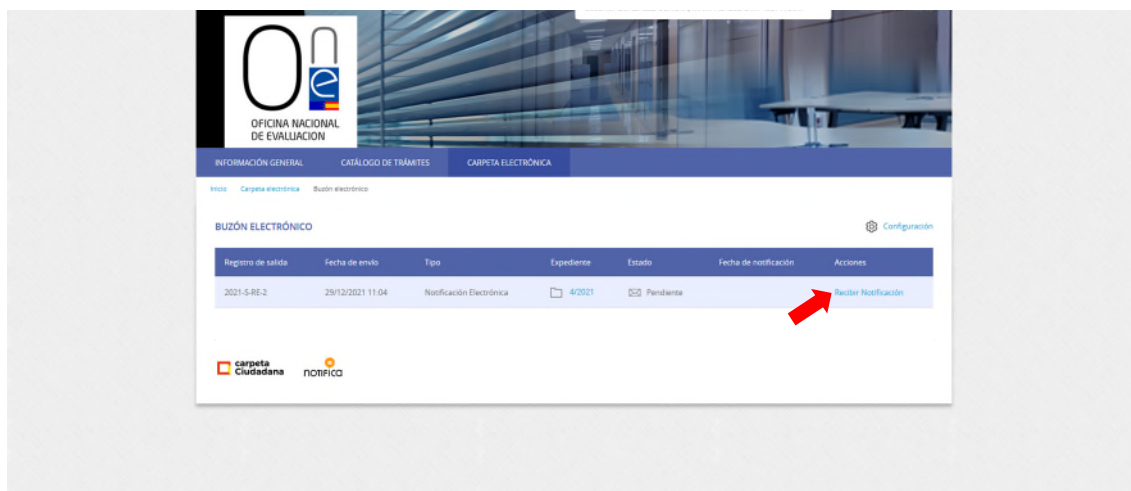 OFICINA NACIONAL
DE EVALUACION
INFORMACIÓN GENERAL CATÁLOGO DE TRÁMITES CARPETA ELECTRÓNICA
Inicio Carpeta electrónica Buzón electrónico
BUZÓN ELECTRÓNICO Configuración
Registro de salida Fecha de envío Tipo Expediente Estado Fecha de notificación Acciones
2021-S-RE-2 29/12/2021 11:04 Notificación Electrónica 4/2021 Pendiente Recibir Notificación
carpeta
Ciudadana notifica